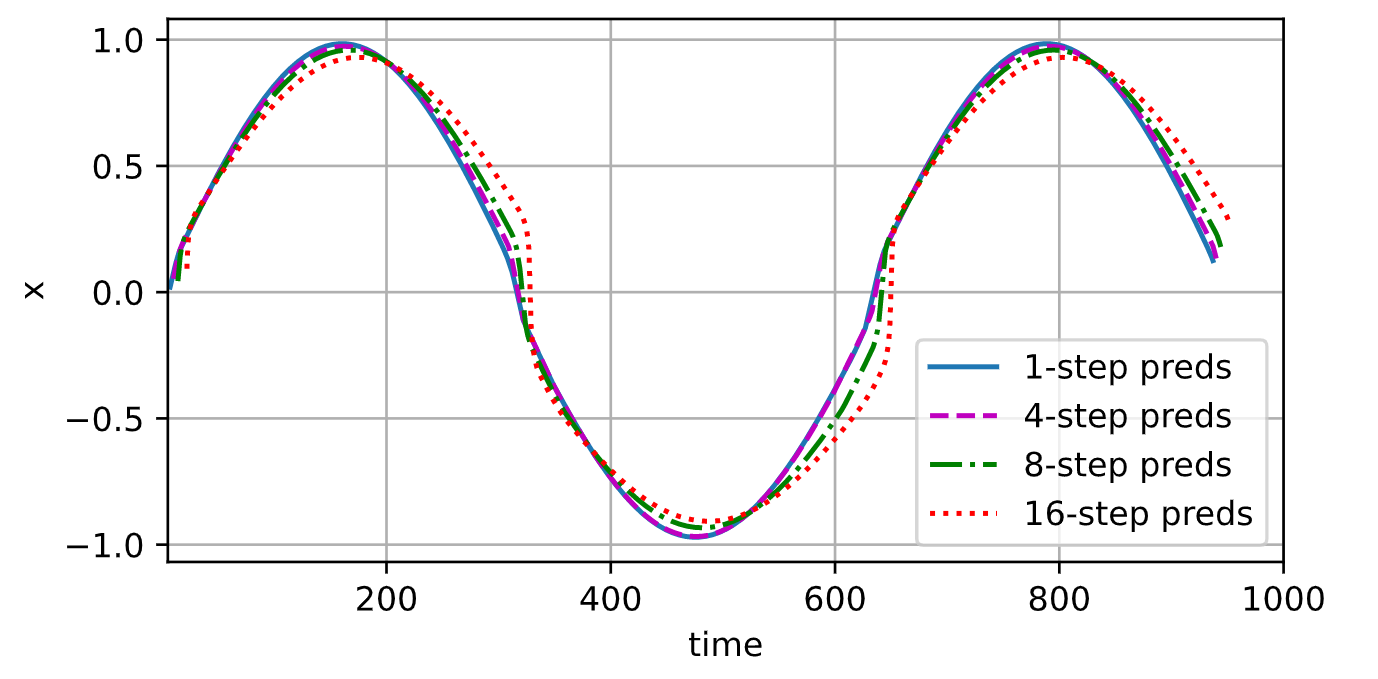 1.0
0.5
0.0
−0.5
−1.0
x
200 400 600 800 1000
time
1-step preds
4-step preds
8-step preds
16-step preds